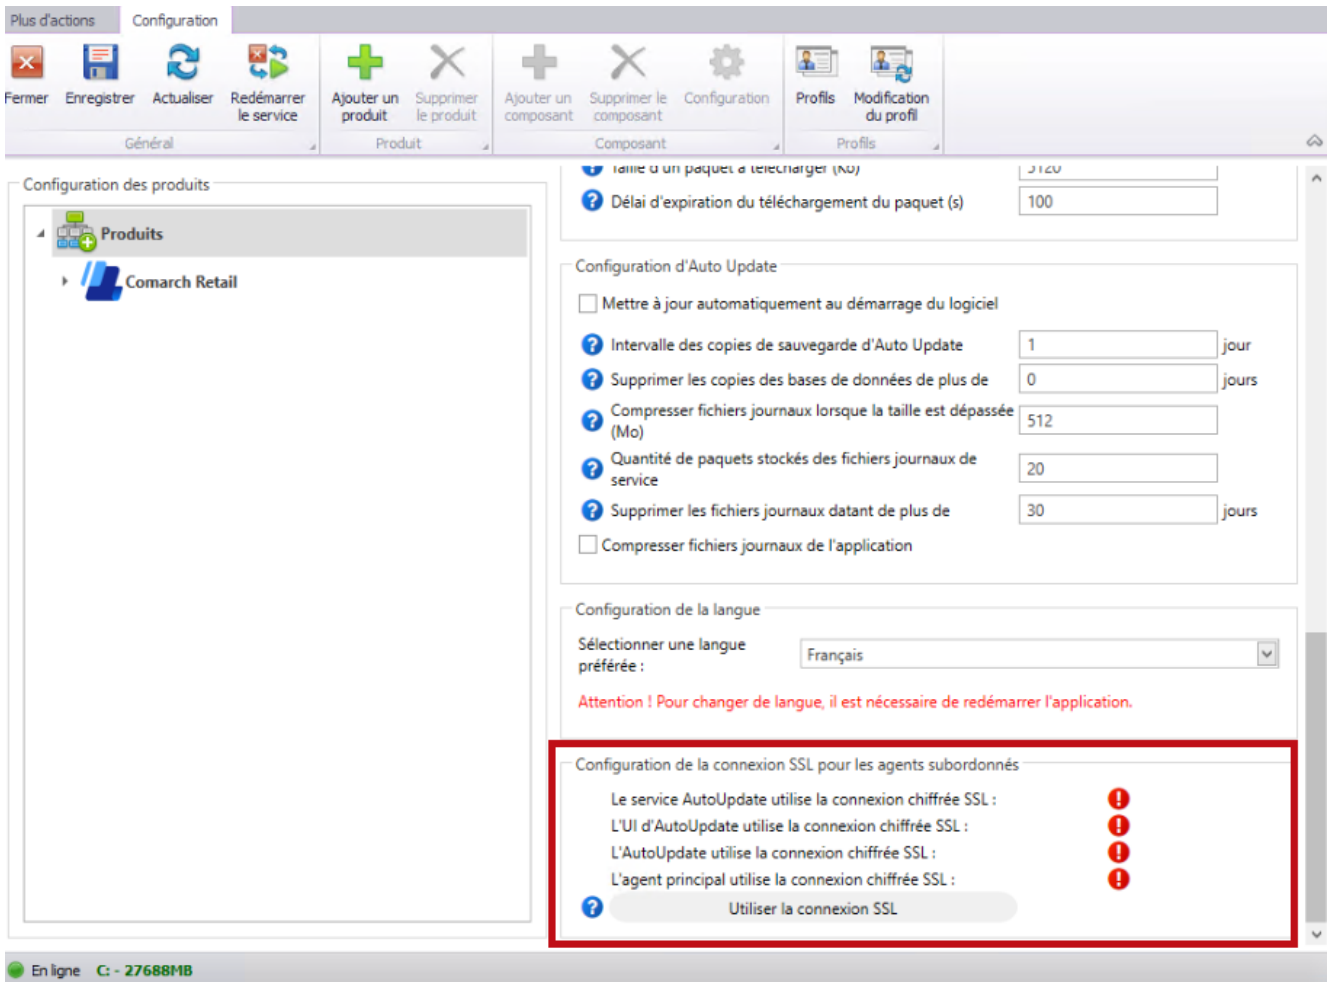 Plus d'actions Configuration
Fermer Enregistrer Actualiser Redémarrer le service Ajouter un produit Supprimer le produit Ajouter un composant Supprimer le composant Configuration Profils Modification du profil
Général Produit Composant Profils
Configuration des produits
Produits
Comarch Retail
Taille d'un paquet à télécharger (Ko) 5120
Délai d'expiration du téléchargement du paquet (s) 100
Configuration d'Auto Update
Mettre à jour automatiquement au démarrage du logiciel
Intervalle des copies de sauvegarde d'Auto Update 1 jour
Supprimer les copies des bases de données de plus de 0 jours
Compresser fichiers journaux lorsque la taille est dépassée
(Mo) 512
Quantité de paquets stockés des fichiers journaux de
service 20
Supprimer les fichiers journaux datant de plus de 30 jours
Compresser fichiers journaux de l'application
Configuration de la langue
Sélectionner une langue
préférée : Français
Attention ! Pour changer de langue, il est nécessaire de redémarrer l'application.
Configuration de la connexion SSL pour les agents subordonnés
Le service AutoUpdate utilise la connexion chiffrée SSL :
L'UI d'AutoUpdate utilise la connexion chiffrée SSL :
L'AutoUpdate utilise la connexion chiffrée SSL :
L'agent principal utilise la connexion chiffrée SSL :
Utiliser la connexion SSL
En ligne C: - 27688MB